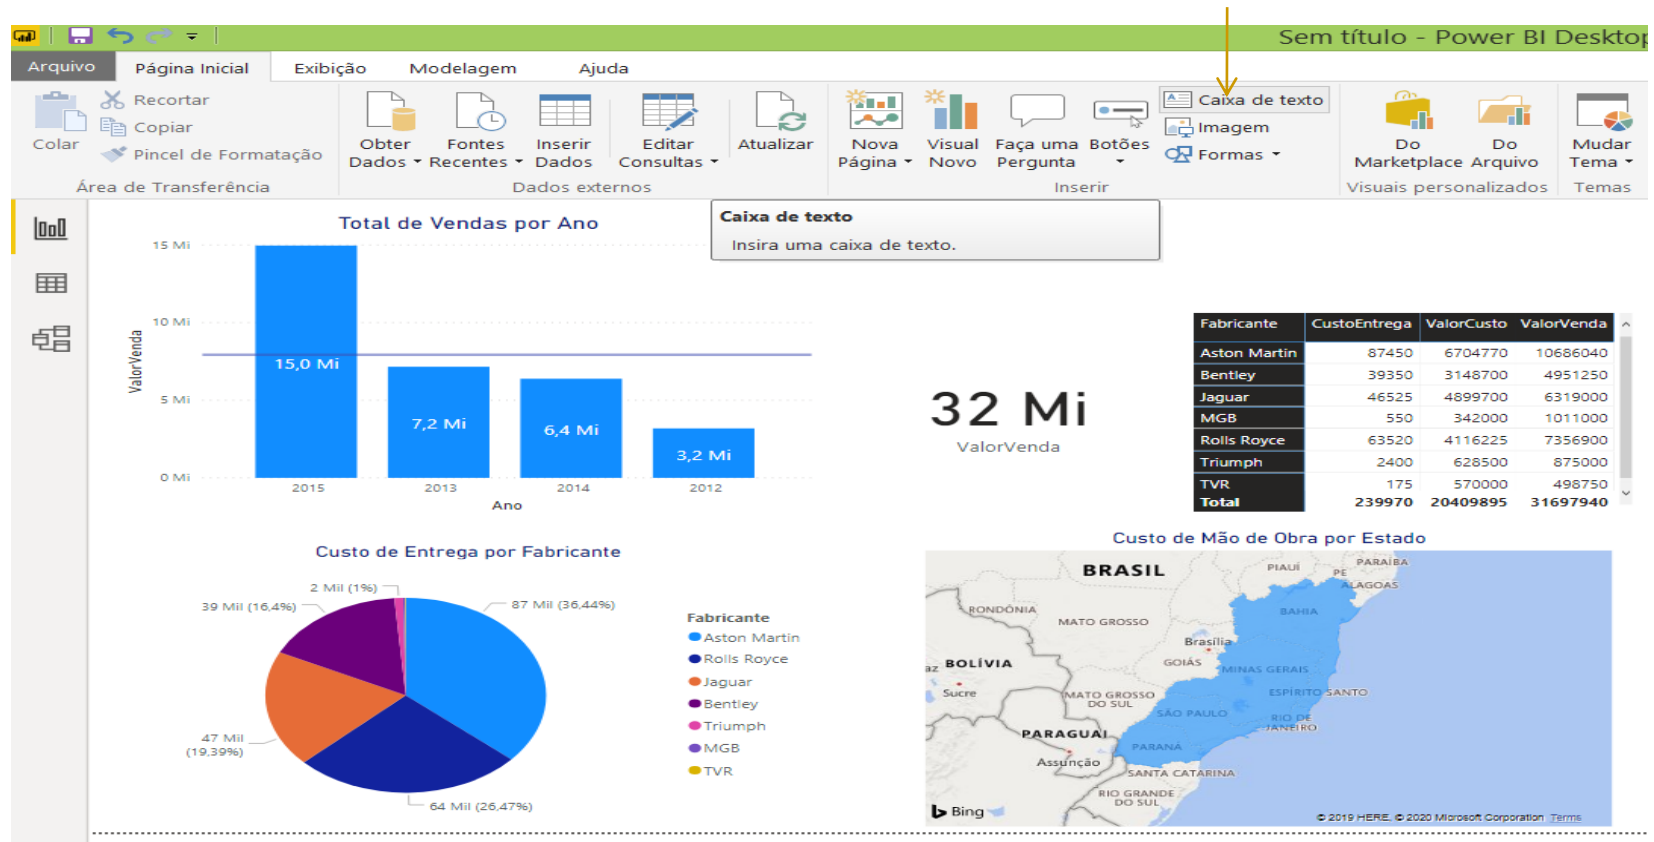 Sem título - Power BI Desktop
Arquivo Página Inicial Exibição Modelagem Ajuda
Colar
Recortar
Copiar
Pincel de Formatação
Área de Transferência
Obter Dados
Fontes Recentes
Inserir Dados
Editar Consultas
Atualizar
Dados externos
Nova Página
Visual Novo
Faça uma Pergunta
Botões
Caixa de texto
Imagem
Formas
Inserir
Do Marketplace
Do Arquivo
Visuais personalizados
Mudar Tema
Temas
Caixa de texto
Insira uma caixa de texto.
Total de Vendas por Ano
ValorVenda
15 Mi
10 Mi
5 Mi
0 Mi
15,0 Mi
7,2 Mi
6,4 Mi
3,2 Mi
2015 2013 2014 2012
Ano
32 Mi
ValorVenda
Fabricante CustoEntrega ValorCusto ValorVenda
Aston Martin 87450 6704770 10686040
Bentley 39350 3148700 4951250
Jaguar 46525 4899700 6319000
MGB 550 342000 1011000
Rolls Royce 63520 4116225 7356900
Triumph 2400 628500 875000
TVR 175 570000 498750
Total 239970 20409895 31697940
Custo de Entrega por Fabricante
2 Mil (1%)
39 Mil (16,4%)
87 Mil (36,44%)
47 Mil
(19,39%)
64 Mil (26,47%)
Fabricante
Aston Martin
Rolls Royce
Jaguar
Bentley
Triumph
MGB
TVR
Custo de Mão de Obra por Estado
BRASIL
PIAUÍ
PARAÍBA
PE
ALAGOAS
RONDÔNIA
MATO GROSSO
BAHIA
Brasília
GOIÁS
az BOLÍVIA
MINAS GERAIS
Sucre
MATO GROSSO
DO SUL
ESPÍRITO SANTO
SÃO PAULO
RIO DE
JANEIRO
PARAGUAI
PARANÁ
Assunção
SANTA CATARINA
RIO GRANDE
DO SUL
Bing
© 2019 HERE, © 2020 Microsoft Corporation Terms